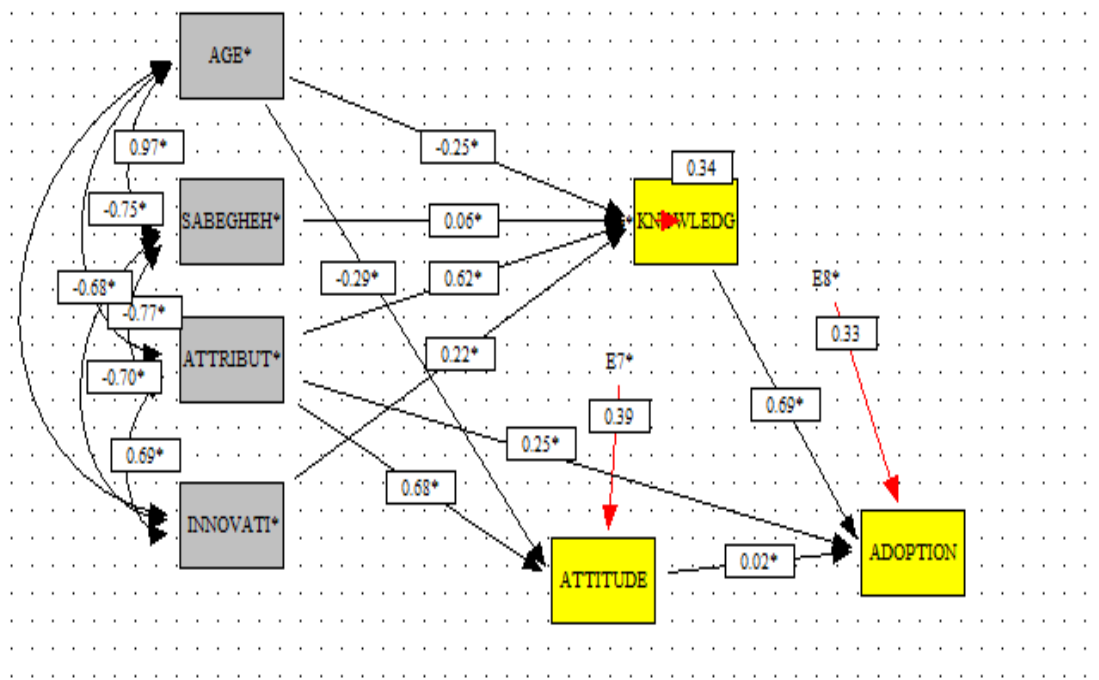 AGE*
0.97*
-0.25*
0.34
-0.75*
SABEGHEH*
0.06*
*KNOWLEDG
-0.68*
-0.77*
-0.29*
0.62*
E8*
0.33
ATTRIBUT*
0.22*
E7*
-0.70*
0.39
0.69*
0.25*
0.69*
0.68*
INNOVATI*
ATTITUDE
0.02*
ADOPTION